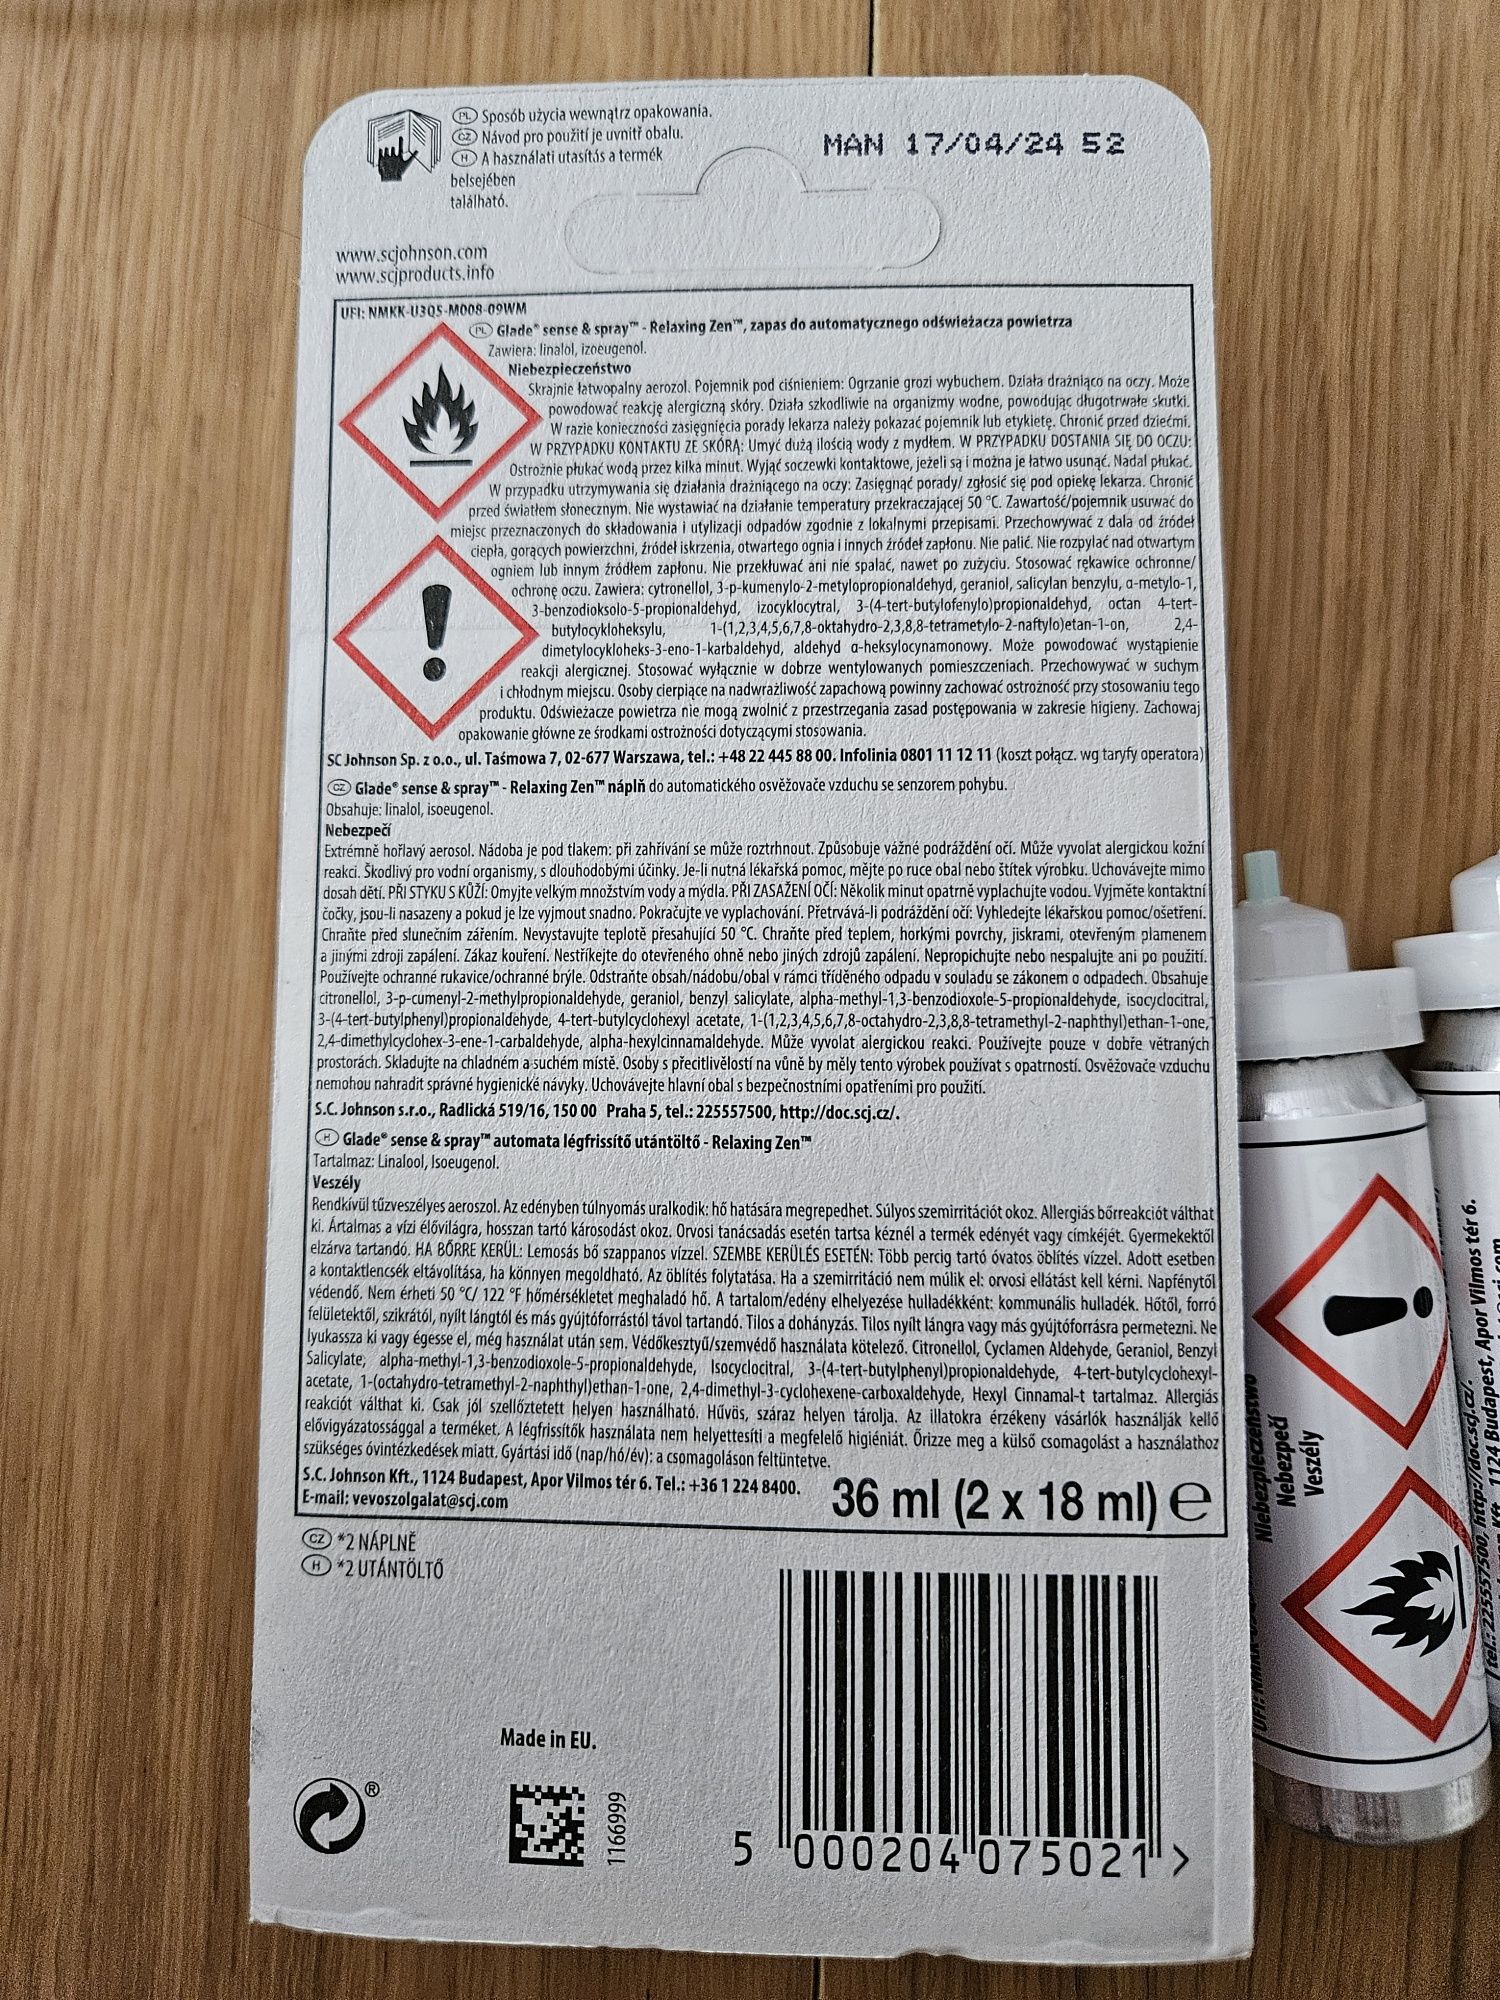 PL Sposób użycia wewnątrz opakowania.
CZ Návod pro použití je uvnitř obalu.
H A használati utasítás a termék
belsejében
található.
MAN 17/04/24 52
www.scjohnson.com
www.scjproducts.info
UFI: NMKK-U3Q5-M008-09WM
PL Glade® sense & spray™ - Relaxing Zen™, zapas do automatycznego odświeżacza powietrza
Zawiera: linalol, izoeugenol.
Niebezpieczeństwo
Skrajnie łatwopalny aerozol. Pojemnik pod ciśnieniem: Ogrzanie grozi wybuchem. Działa drażniąco na oczy. Może
powodować reakcję alergiczną skóry. Działa szkodliwie na organizmy wodne, powodując długotrwałe skutki.
W razie konieczności zasięgnięcia porady lekarza należy pokazać pojemnik lub etykietę. Chronić przed dziećmi.
W PRZYPADKU KONTAKTU ZE SKÓRĄ: Umyć dużą ilością wody z mydłem. W PRZYPADKU DOSTANIA SIĘ DO OCZU:
Ostrożnie płukać wodą przez kilka minut. Wyjąć soczewki kontaktowe, jeżeli są i można je łatwo usunąć. Nadal płukać.
W przypadku utrzymywania się działania drażniącego na oczy: Zasięgnąć porady/ zgłosić się pod opiekę lekarza. Chronić
przed światłem słonecznym. Nie wystawiać na działanie temperatury przekraczającej 50 °C. Zawartość/pojemnik usuwać do
miejsc przeznaczonych do składowania i utylizacji odpadów zgodnie z lokalnymi przepisami. Przechowywać z dala od źródeł
ciepła, gorących powierzchni, źródeł iskrzenia, otwartego ognia i innych źródeł zapłonu. Nie palić. Nie rozpylać nad otwartym
ogniem lub innym źródłem zapłonu. Nie przekłuwać ani nie spalać, nawet po zużyciu. Stosować rękawice ochronne/
ochronę oczu. Zawiera: cytronellol, 3-p-kumenylo-2-metylopropionaldehyd, geraniol, salicylan benzylu, α-metylo-1,
3-benzodioksolo-5-propionaldehyd, izocyklocytral, 3-(4-tert-butylofenylo)propionaldehyd, octan 4-tert-
butylocykloheksylu, 1-(1,2,3,4,5,6,7,8-oktahydro-2,3,8,8-tetrametylo-2-naftylo)etan-1-on, 2,4-
dimetylocykloheks-3-eno-1-karbaldehyd, aldehyd α-heksylocynamonowy. Może powodować wystąpienie
reakcji alergicznej. Stosować wyłącznie w dobrze wentylowanych pomieszczeniach. Przechowywać w suchym
i chłodnym miejscu. Osoby cierpiące na nadwrażliwość zapachową powinny zachować ostrożność przy stosowaniu tego
produktu. Odświeżacze powietrza nie mogą zwolnić z przestrzegania zasad postępowania w zakresie higieny. Zachowaj
opakowanie główne ze środkami ostrożności dotyczącymi stosowania.
SC Johnson Sp. z o.o., ul. Taśmowa 7, 02-677 Warszawa, tel.: +48 22 445 88 00. Infolinia 0801 11 12 11 (koszt połącz. wg taryfy operatora)
CZ Glade® sense & spray™ - Relaxing Zen™ náplň do automatického osvěžovače vzduchu se senzorem pohybu.
Obsahuje: linalol, isoeugenol.
Nebezpečí
Extrémně hořlavý aerosol. Nádoba je pod tlakem: při zahřívání se může roztrhnout. Způsobuje vážné podráždění očí. Může vyvolat alergickou kožní
reakci. Škodlivý pro vodní organismy, s dlouhodobými účinky. Je-li nutná lékařská pomoc, mějte po ruce obal nebo štítek výrobku. Uchovávejte mimo
dosah dětí. PŘI STYKU S KŮŽÍ: Omyjte velkým množstvím vody a mýdla. PŘI ZASAŽENÍ OČÍ: Několik minut opatrně vyplachujte vodou. Vyjměte kontaktní
čočky, jsou-li nasazeny a pokud je lze vyjmout snadno. Pokračujte ve vyplachování. Přetrvává-li podráždění očí: Vyhledejte lékařskou pomoc/ošetření.
Chraňte před slunečním zářením. Nevystavujte teplotě přesahující 50 °C. Chraňte před teplem, horkými povrchy, jiskrami, otevřeným plamenem
a jinými zdroji zapálení. Zákaz kouření. Nestříkejte do otevřeného ohně nebo jiných zdrojů zapálení. Nepropichujte nebo nespalujte ani po použití.
Používejte ochranné rukavice/ochranné brýle. Odstraňte obsah/nádobu/obal v rámci tříděného odpadu v souladu se zákonem o odpadech. Obsahuje
citronellol, 3-p-cumenyl-2-methylpropionaldehyde, geraniol, benzyl salicylate, alpha-methyl-1,3-benzodioxole-5-propionaldehyde, isocyclocitral,
3-(4-tert-butylphenyl)propionaldehyde, 4-tert-butylcyclohexyl acetate, 1-(1,2,3,4,5,6,7,8-octahydro-2,3,8,8-tetramethyl-2-naphthyl)ethan-1-one,
2,4-dimethylcyclohex-3-ene-1-carbaldehyde, alpha-hexylcinnamaldehyde. Může vyvolat alergickou reakci. Používejte pouze v dobře větraných
prostorách. Skladujte na chladném a suchém místě. Osoby s přecitlivělostí na vůně by měly tento výrobek používat s opatrností. Osvěžovače vzduchu
nemohou nahradit správné hygienické návyky. Uchovávejte hlavní obal s bezpečnostními opatřeními pro použití.
S.C. Johnson s.r.o., Radlická 519/16, 150 00 Praha 5, tel.: 225557500, http://doc.scj.cz/.
H Glade® sense & spray™ automata légfrissítő utántöltő - Relaxing Zen™
Tartalmaz: Linalool, Isoeugenol.
Veszély
Rendkívül tűzveszélyes aeroszol. Az edényben túlnyomás uralkodik: hő hatására megrepedhet. Súlyos szemirritációt okoz. Allergiás bőrreakciót válthat
ki. Ártalmas a vízi élővilágra, hosszan tartó károsodást okoz. Orvosi tanácsadás esetén tartsa kéznél a termék edényét vagy címkéjét. Gyermekektől
elzárva tartandó. HA BŐRRE KERÜL: Lemosás bő szappanos vízzel. SZEMBE KERÜLÉS ESETÉN: Több percig tartó óvatos öblítés vízzel. Adott esetben
a kontaktlencsék eltávolítása, ha könnyen megoldható. Az öblítés folytatása. Ha a szemirritáció nem múlik el: orvosi ellátást kell kérni. Napfénytől
védendő. Nem érheti 50 °C/ 122 °F hőmérsékletet meghaladó hő. A tartalom/edény elhelyezése hulladékként: kommunális hulladék. Hőtől, forró
felületektől, szikrától, nyílt lángtól és más gyújtóforrástól távol tartandó. Tilos a dohányzás. Tilos nyílt lángra vagy más gyújtóforrásra permetezni. Ne
lyukassza ki vagy égesse el, még használat után sem. Védőkesztyű/szemvédő használata kötelező. Citronellol, Cyclamen Aldehyde, Geraniol, Benzyl
Salicylate, alpha-methyl-1,3-benzodioxole-5-propionaldehyde, Isocyclocitral, 3-(4-tert-butylphenyl)propionaldehyde, 4-tert-butylcyclohexyl-
acetate, 1-(octahydro-tetramethyl-2-naphthyl)ethan-1-one, 2,4-dimethyl-3-cyclohexene-carboxaldehyde, Hexyl Cinnamal-t tartalmaz. Allergiás
reakciót válthat ki. Csak jól szellőztetett helyen használható. Hűvös, száraz helyen tárolja. Az illatokra érzékeny vásárlók használják kellő
elővigyázatossággal a terméket. A légfrissítők használata nem helyettesíti a megfelelő higiéniát. Őrizze meg a külső csomagolást a használathoz
szükséges óvintézkedések miatt. Gyártási idő (nap/hó/év): a csomagoláson feltüntetve.
S.C. Johnson Kft., 1124 Budapest, Apor Vilmos tér 6. Tel.: +36 1 224 8400.
E-mail: vevoszolgalat@scj.com
36 ml (2 x 18 ml) ℮
CZ *2 NÁPLNĚ
H *2 UTÁNTÖLTŐ
Made in EU.
®
1166999
5 000204 075021 >
Niebezpieczeństwo
Nebezpečí
Veszély
tel.: 225557500, http://doc.scj.cz/.
1124 Budapest, Apor Vilmos tér 6.